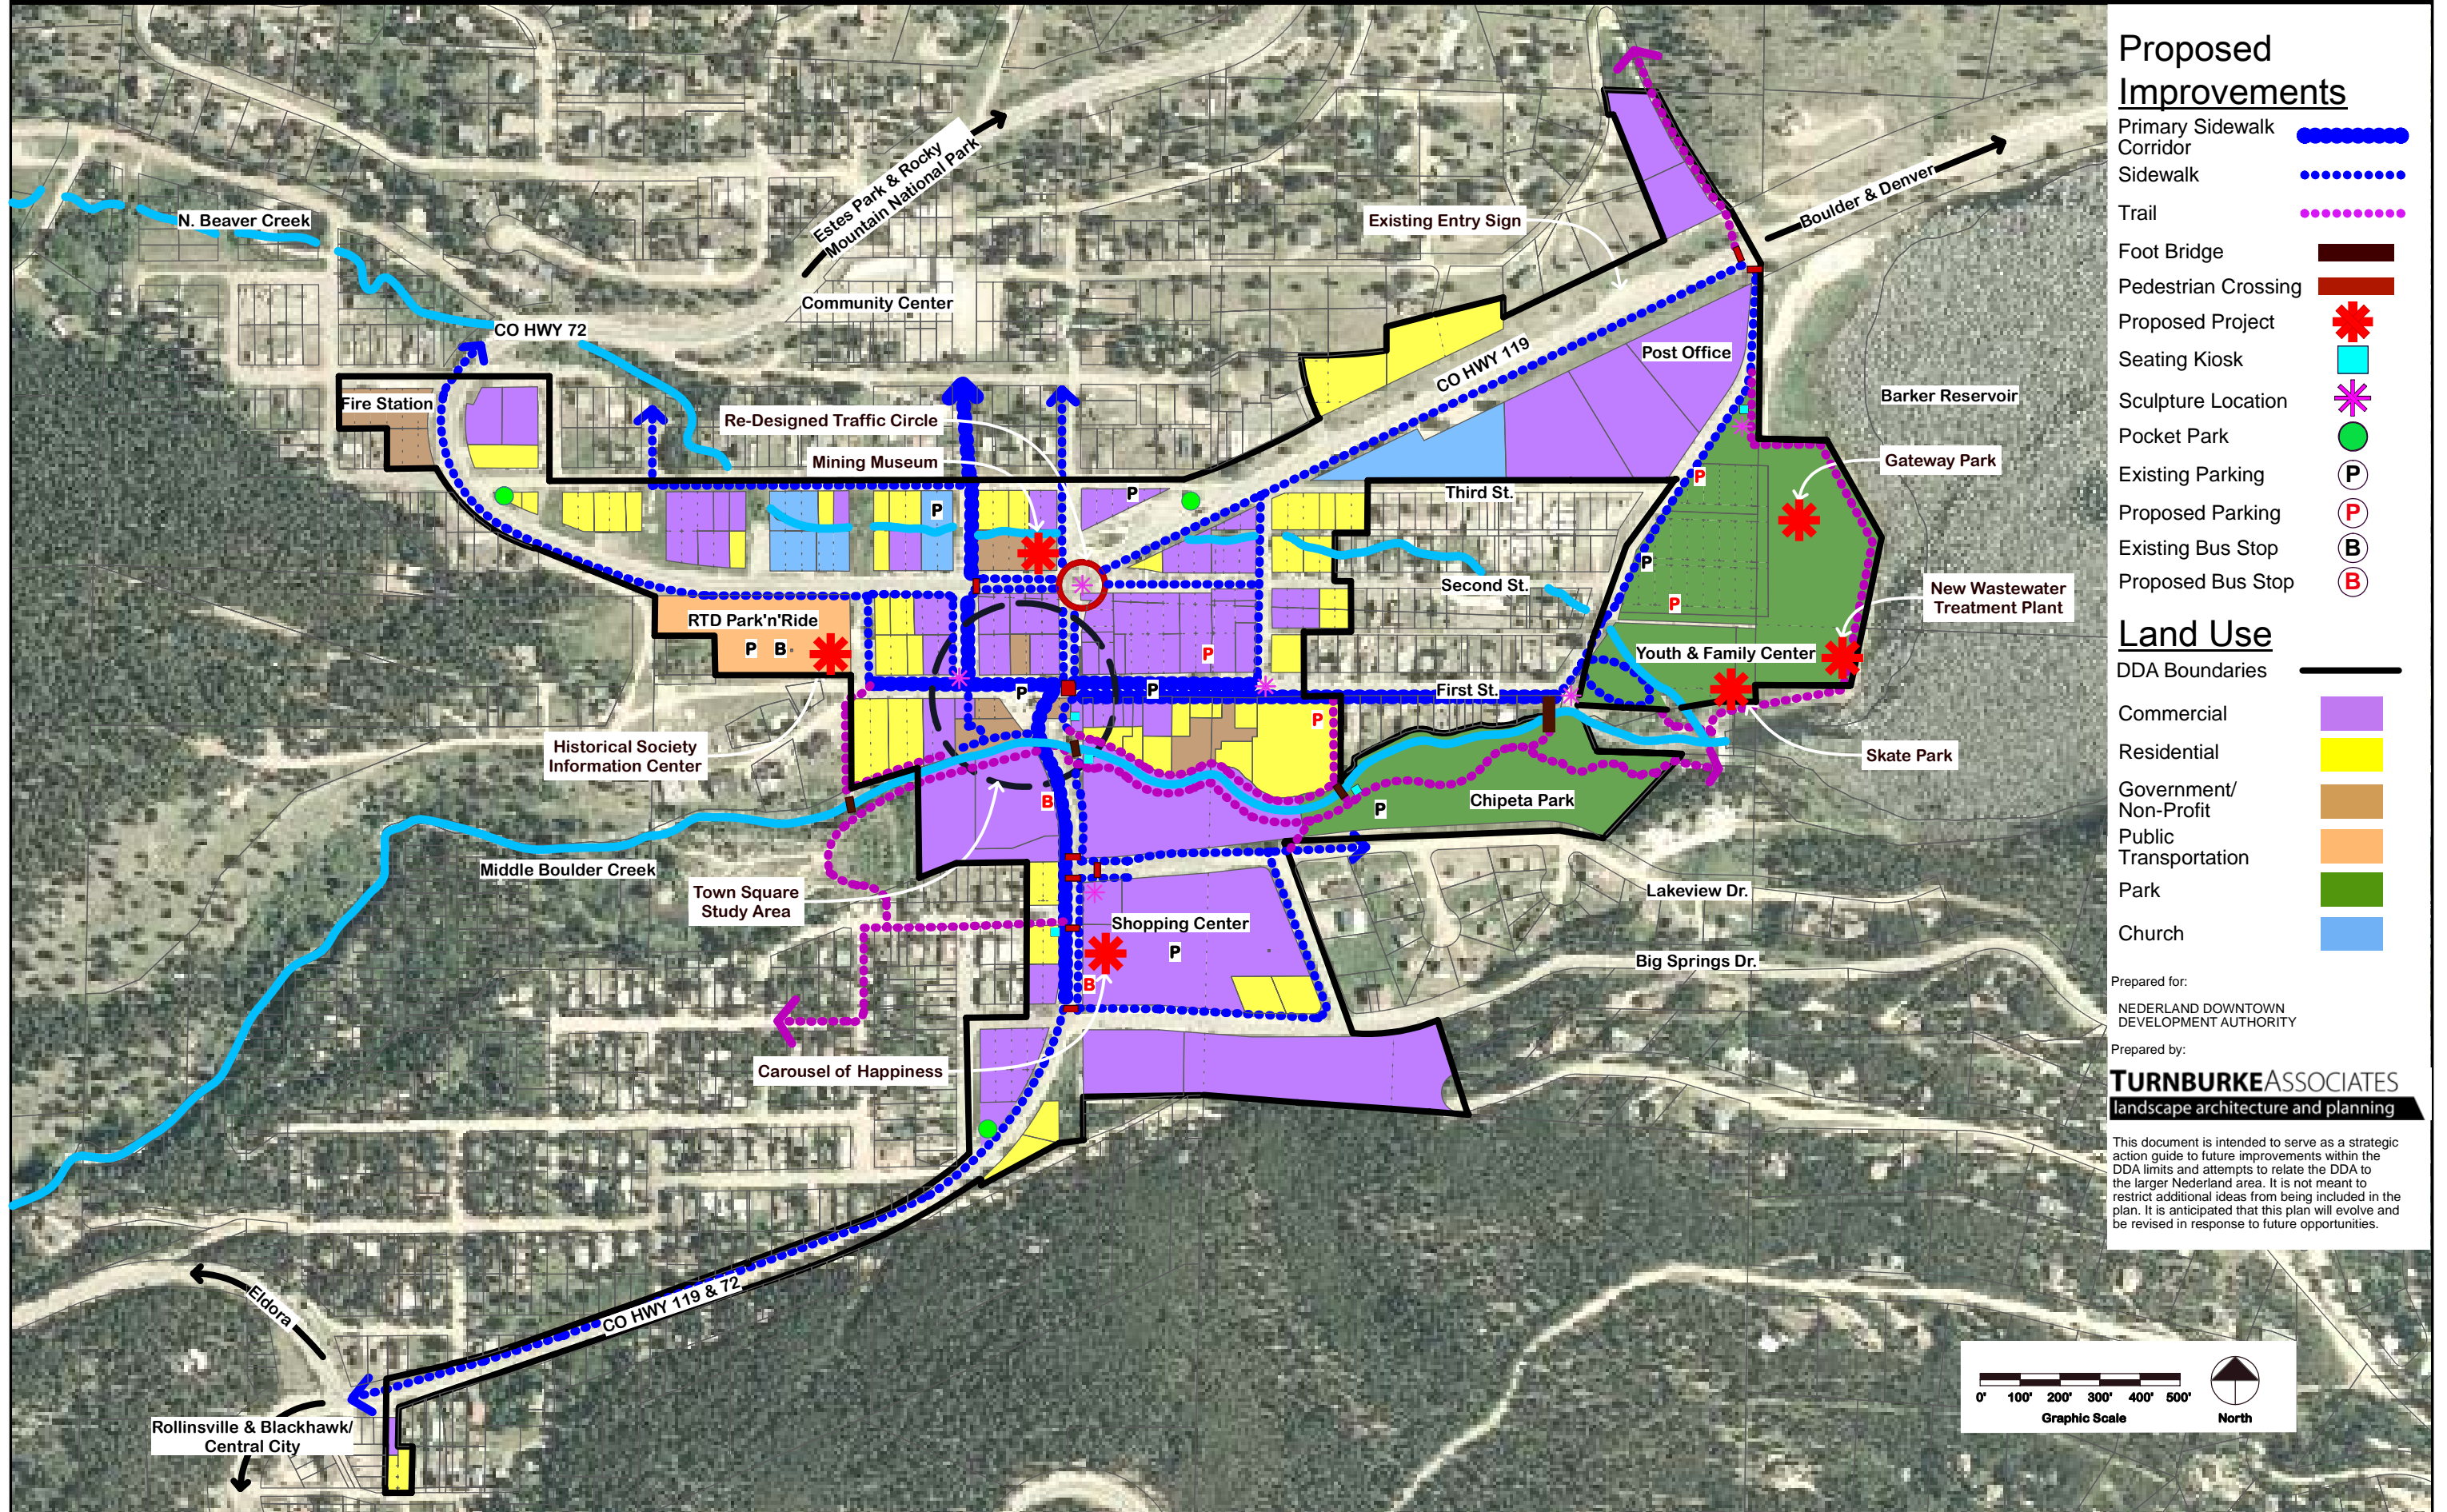 Proposed
Improvements
Primary Sidewalk
Corridor
Sidewalk
Trail
Foot Bridge
Pedestrian Crossing
Proposed Project
Seating Kiosk
Sculpture Location
Pocket Park
Existing Parking P
Proposed Parking P
Existing Bus Stop B
Proposed Bus Stop B
Land Use
DDA Boundaries
Commercial
Residential
Government/
Non-Profit
Public
Transportation
Park
Church
Prepared for:
NEDERLAND DOWNTOWN
DEVELOPMENT AUTHORITY
Prepared by:
TURNBURKEASSOCIATES
landscape architecture and planning
This document is intended to serve as a strategic
action guide to future improvements within the
DDA limits and attempts to relate the DDA to
the larger Nederland area. It is not meant to
restrict additional ideas from being included in the
plan. It is anticipated that this plan will evolve and
be revised in response to future opportunities.
N. Beaver Creek
Estes Park & Rocky
Mountain National Park
Existing Entry Sign
Boulder & Denver
Community Center
CO HWY 72
CO HWY 119
Post Office
Barker Reservoir
Fire Station
Re-Designed Traffic Circle
Mining Museum
Gateway Park
Third St.
P
P
P
P
Second St.
New Wastewater
Treatment Plant
P
RTD Park'n'Ride
P B
P
Youth & Family Center
First St.
P
P
P
Historical Society
Information Center
Skate Park
B
P
Chipeta Park
Middle Boulder Creek
Town Square
Study Area
Lakeview Dr.
Shopping Center
P
Big Springs Dr.
B
Carousel of Happiness
CO HWY 119 & 72
Eldora
Rollinsville & Blackhawk/
Central City
0' 100' 200' 300' 400' 500'
Graphic Scale
North